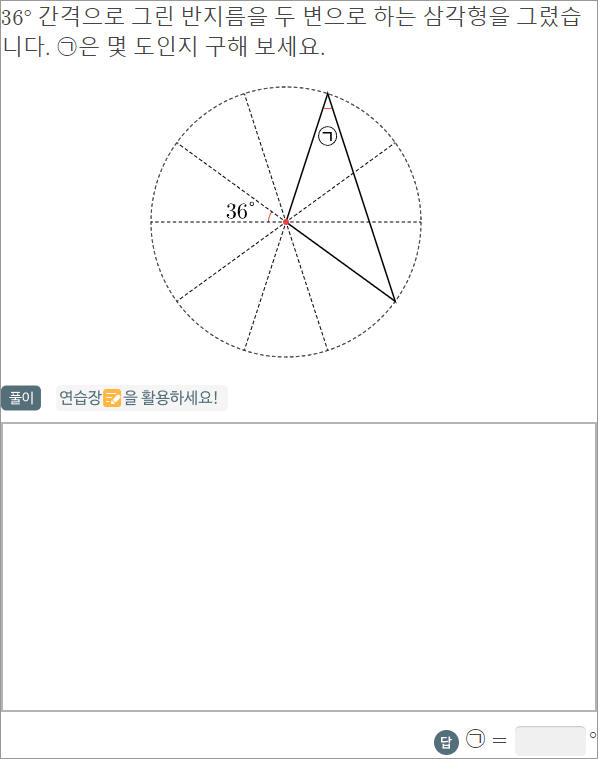 36° 간격으로 그린 반지름을 두 변으로 하는 삼각형을 그렸습
니다. ㉠은 몇 도인지 구해 보세요.
㉠
36°
풀이 연습장을 활용하세요!
답 ㉠ = °